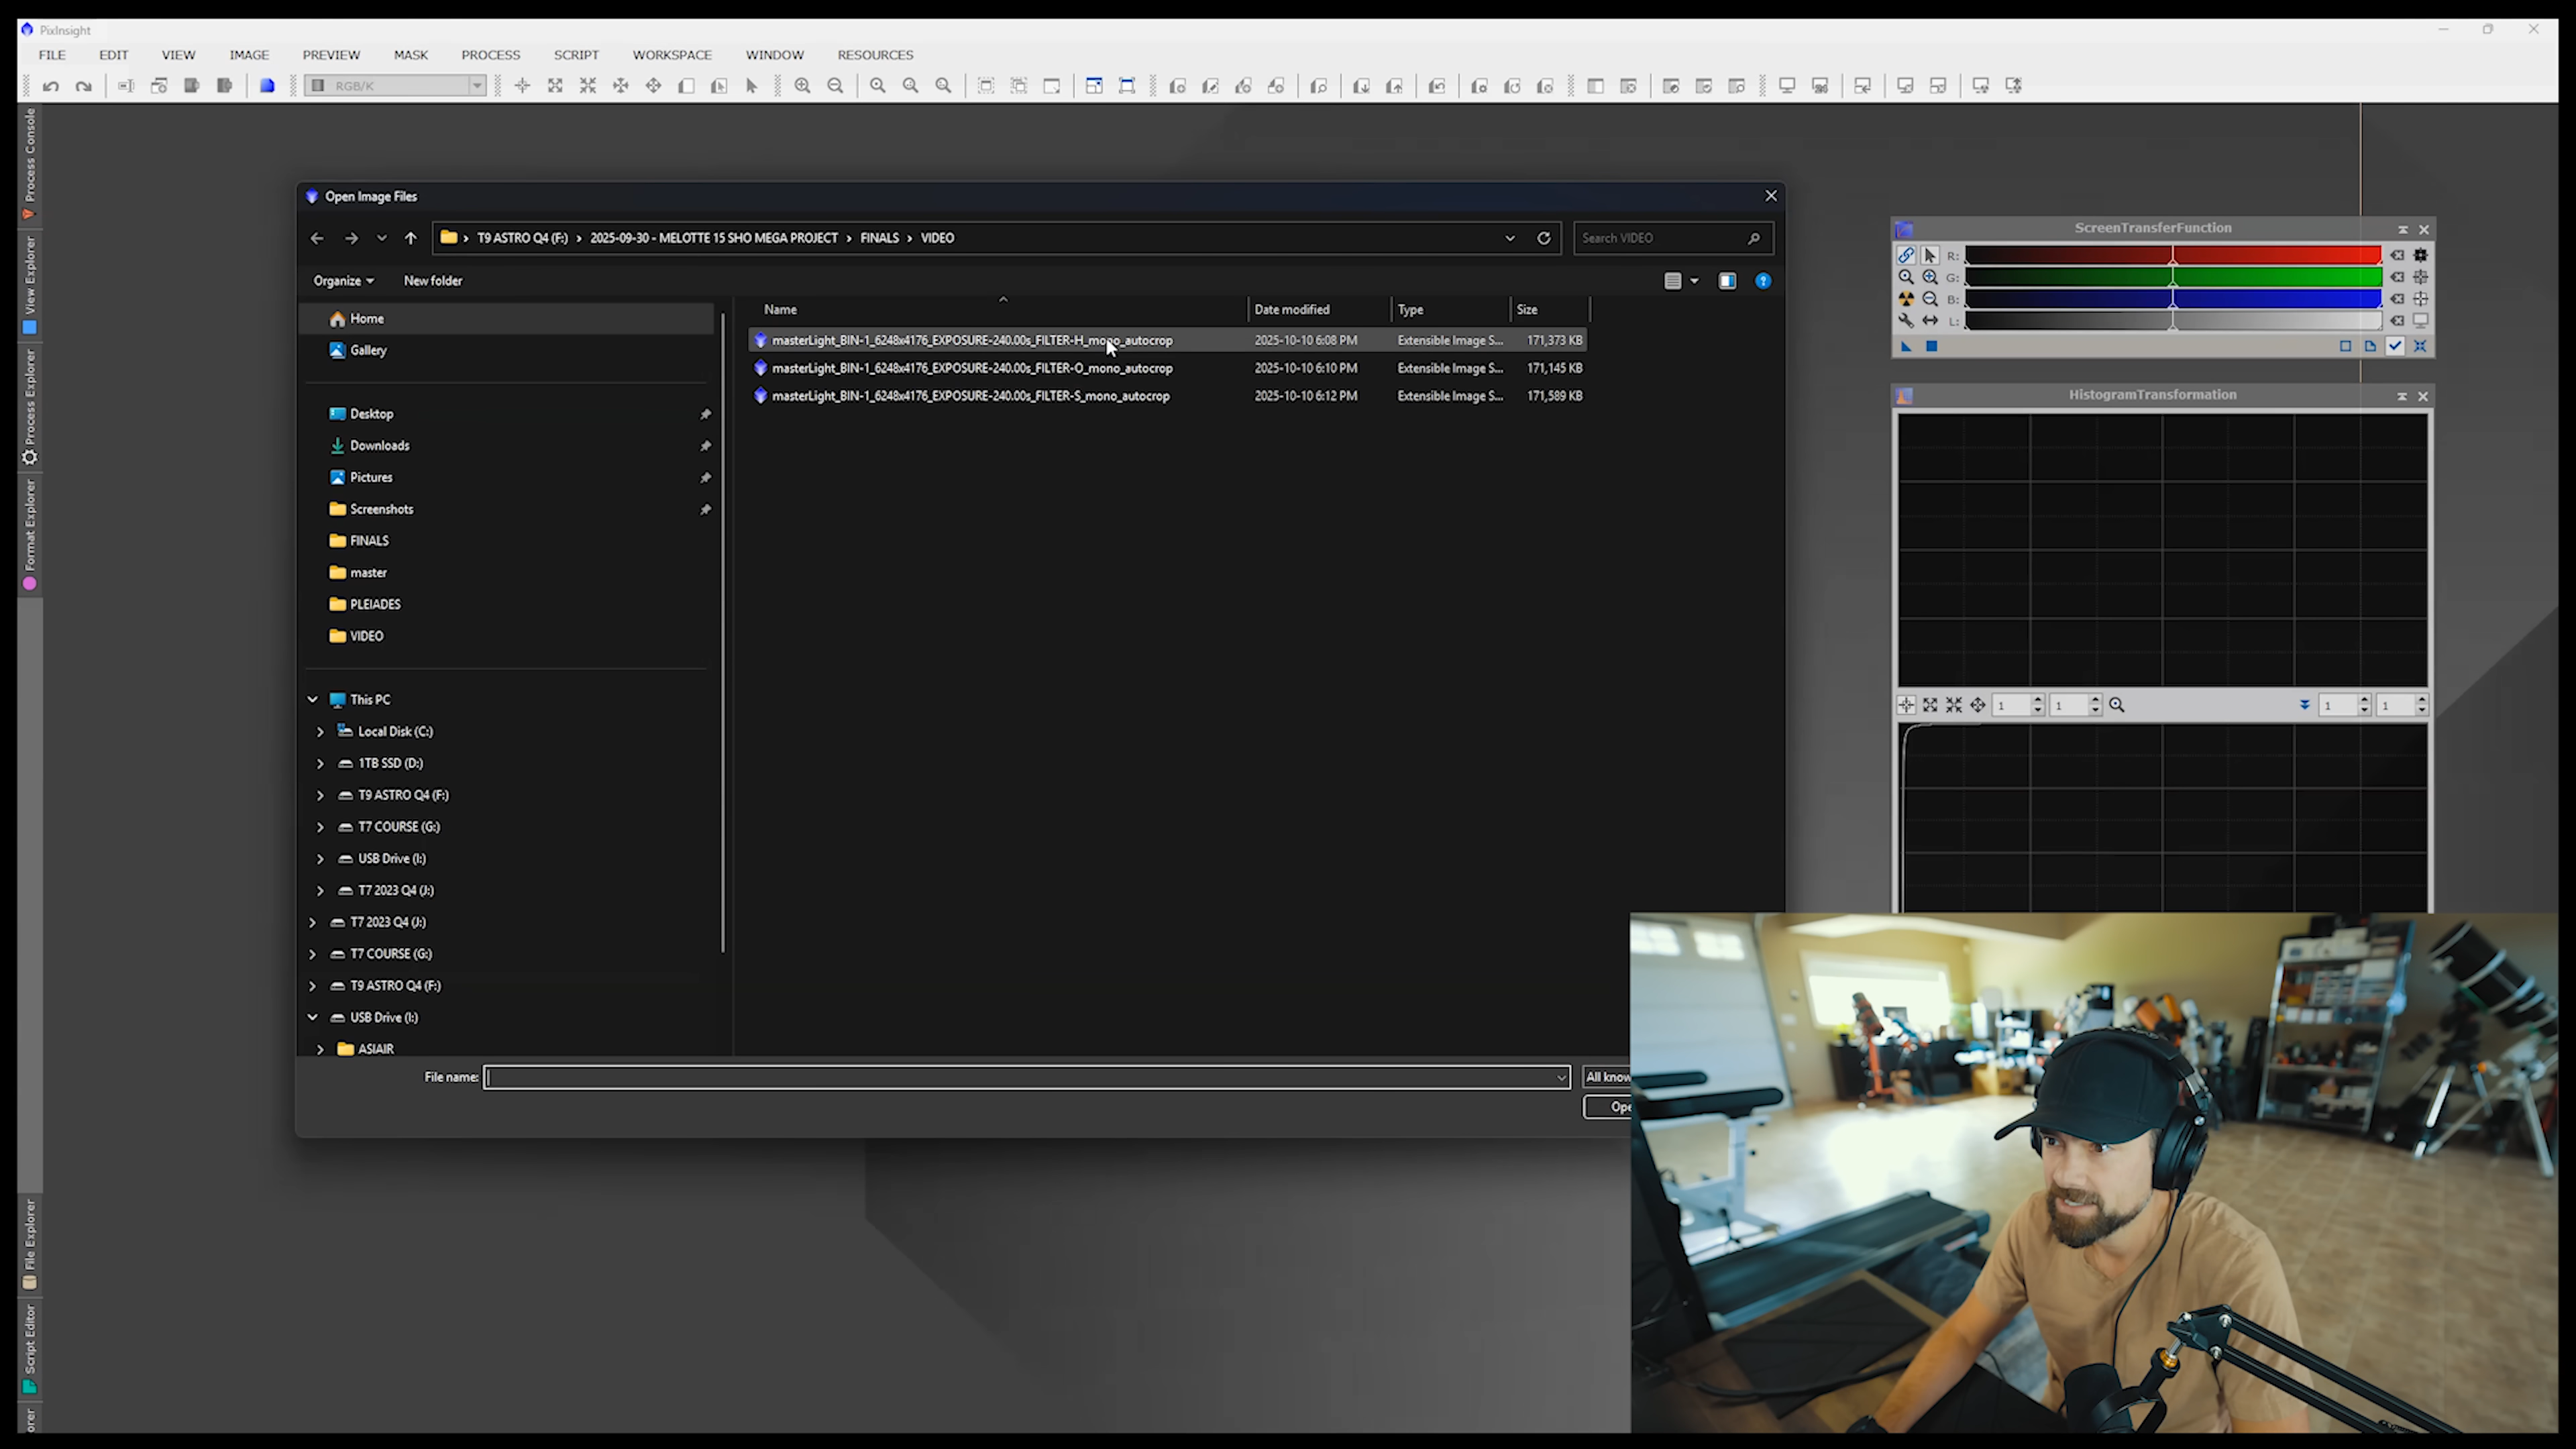 PixInsight
FILE EDIT VIEW IMAGE PREVIEW MASK PROCESS SCRIPT WORKSPACE WINDOW RESOURCES
RGB/K
Process Console
View Explorer
Process Explorer
Format Explorer
File Explorer
Script Editor
Open Image Files
T9 ASTRO Q4 (F:) › 2025-09-30 - MELOTTE 15 SHO MEGA PROJECT › FINALS › VIDEO
Search VIDEO
Organize New folder
Home
Gallery
Desktop
Downloads
Pictures
Screenshots
FINALS
master
PLEIADES
VIDEO
This PC
Local Disk (C:)
1TB SSD (D:)
T9 ASTRO Q4 (F:)
T7 COURSE (G:)
USB Drive (I:)
T7 2023 Q4 (J:)
T7 2023 Q4 (J:)
T7 COURSE (G:)
T9 ASTRO Q4 (F:)
USB Drive (I:)
ASIAIR
Name Date modified Type Size
masterLight_BIN-1_6248x4176_EXPOSURE-240.00s_FILTER-H_mono_autocrop 2025-10-10 6:08 PM Extensible Image S... 171,373 KB
masterLight_BIN-1_6248x4176_EXPOSURE-240.00s_FILTER-O_mono_autocrop 2025-10-10 6:10 PM Extensible Image S... 171,145 KB
masterLight_BIN-1_6248x4176_EXPOSURE-240.00s_FILTER-S_mono_autocrop 2025-10-10 6:12 PM Extensible Image S... 171,589 KB
File name:
All know
Ope
ScreenTransferFunction
R:
G:
B:
L:
HistogramTransformation
1 1 1 1